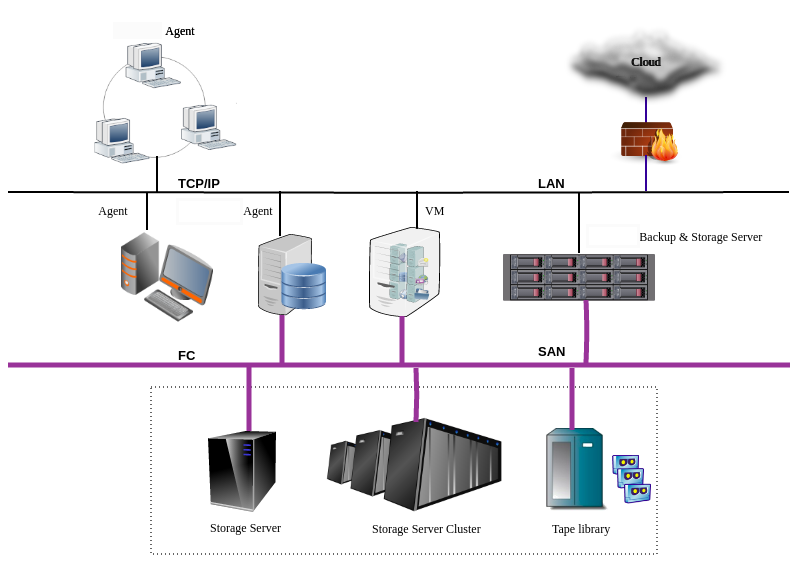 Agent
Cloud
TCP/IP
LAN
Agent
Agent
VM
Backup & Storage Server
FC
SAN
Storage Server
Storage Server Cluster
Tape library